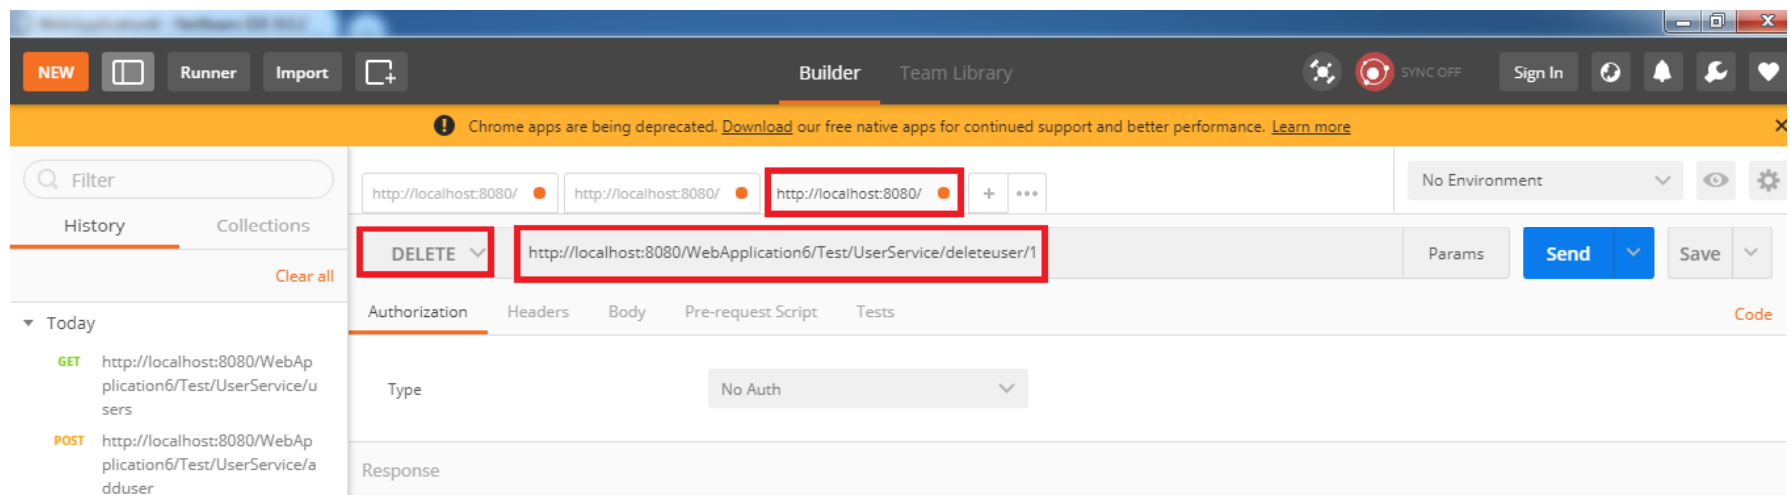 NEW Runner Import Builder Team Library SYNC OFF Sign In
Chrome apps are being deprecated. Download our free native apps for continued support and better performance. Learn more
Filter
History Collections
Clear all
Today
GET http://localhost:8080/WebAp
plication6/Test/UserService/u
sers
POST http://localhost:8080/WebAp
plication6/Test/UserService/a
dduser
http://localhost:8080/ http://localhost:8080/ http://localhost:8080/ + •••
No Environment
DELETE http://localhost:8080/WebApplication6/Test/UserService/deleteuser/1 Params Send Save
Authorization Headers Body Pre-request Script Tests Code
Type No Auth
Response